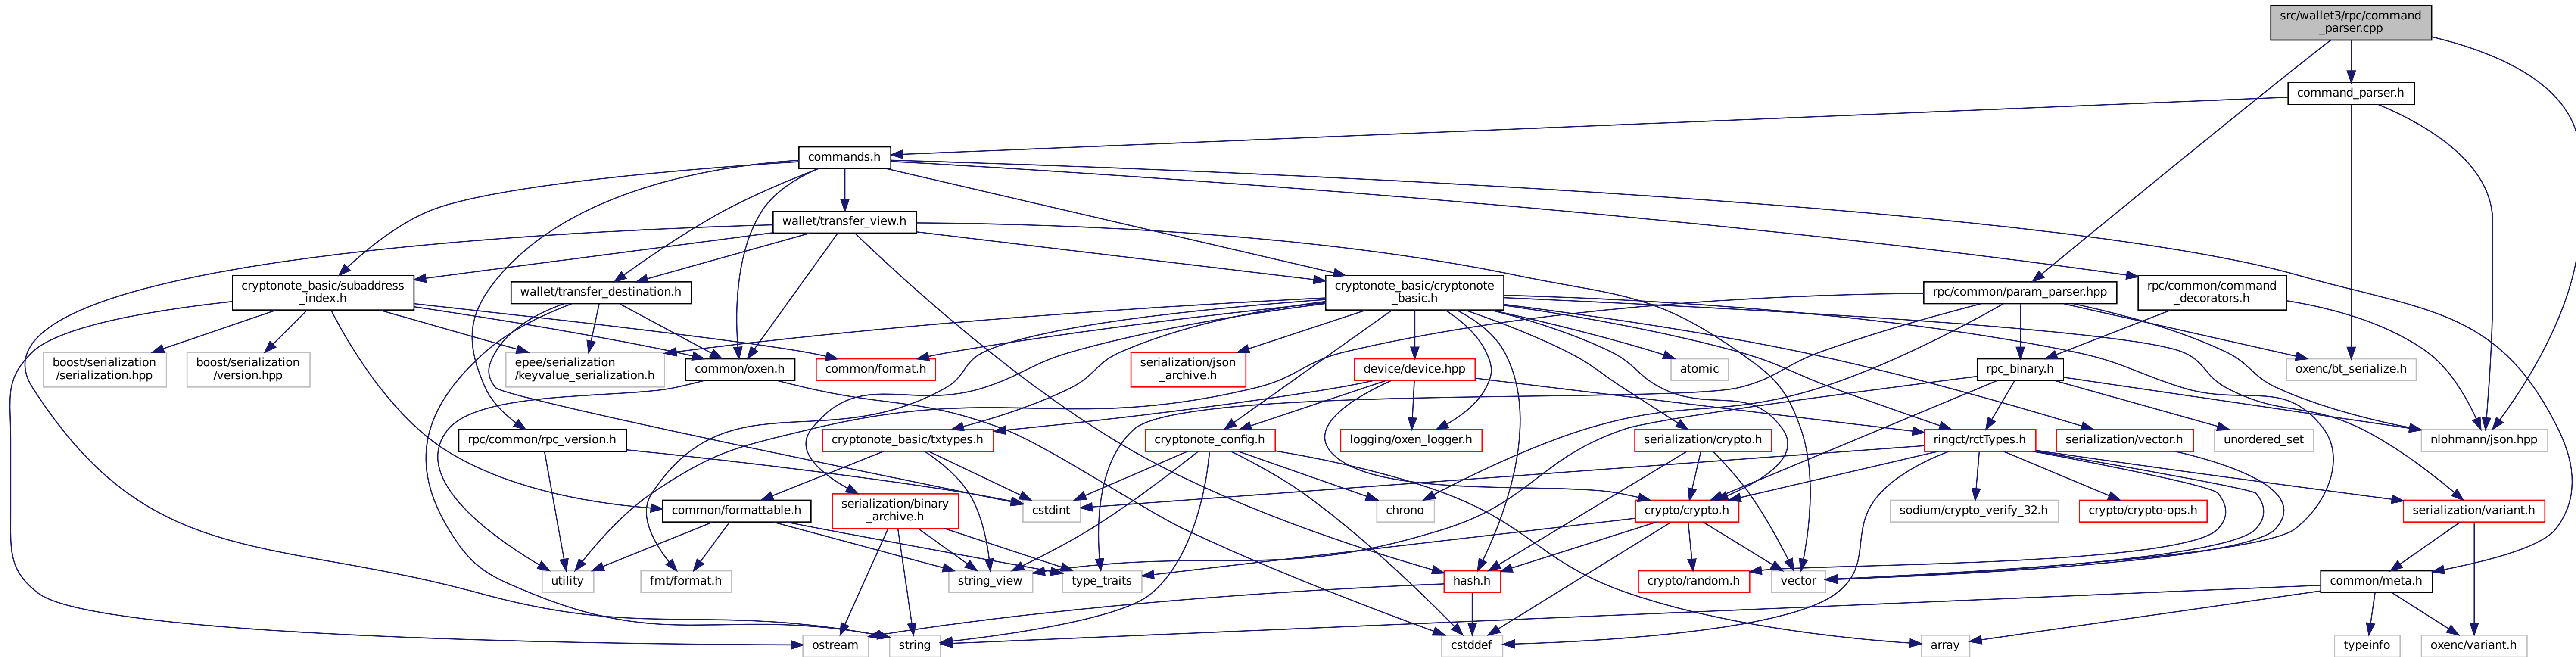 src/wallet3/rpc/command
_parser.cpp
command_parser.h
commands.h
wallet/transfer_view.h
cryptonote_basic/subaddress
_index.h
wallet/transfer_destination.h
cryptonote_basic/cryptonote
_basic.h
rpc/common/param_parser.hpp
rpc/common/command
_decorators.h
boost/serialization
/serialization.hpp
boost/serialization
/version.hpp
epee/serialization
/keyvalue_serialization.h
common/oxen.h
common/format.h
serialization/json
_archive.h
device/device.hpp
atomic
rpc_binary.h
oxenc/bt_serialize.h
rpc/common/rpc_version.h
cryptonote_basic/txtypes.h
cryptonote_config.h
logging/oxen_logger.h
serialization/crypto.h
ringct/rctTypes.h
serialization/vector.h
unordered_set
nlohmann/json.hpp
common/formattable.h
serialization/binary
_archive.h
cstdint
chrono
crypto/crypto.h
sodium/crypto_verify_32.h
crypto/crypto-ops.h
serialization/variant.h
utility
fmt/format.h
string_view
type_traits
hash.h
crypto/random.h
vector
common/meta.h
ostream
string
cstddef
array
typeinfo
oxenc/variant.h